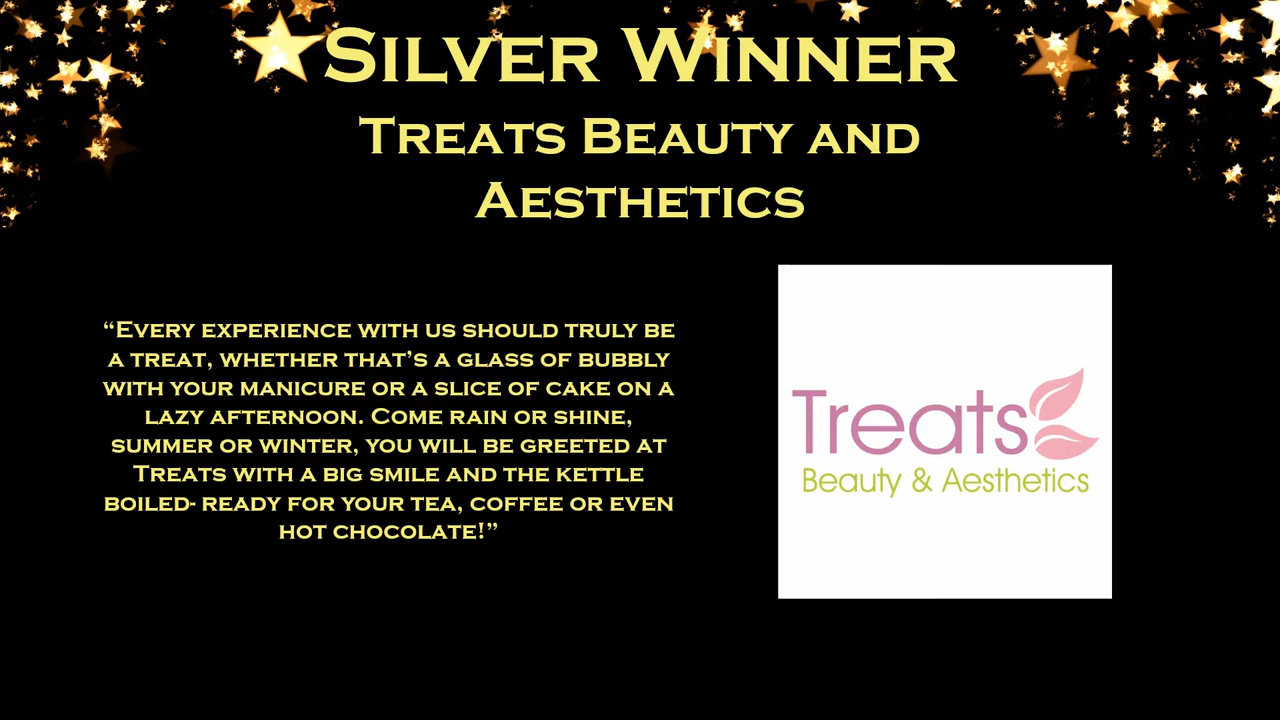 Silver Winner
Treats Beauty and
Aesthetics
“Every experience with us should truly be
a treat, whether that’s a glass of bubbly
with your manicure or a slice of cake on a
lazy afternoon. Come rain or shine,
summer or winter, you will be greeted at
Treats with a big smile and the kettle
boiled- ready for your tea, coffee or even
hot chocolate!”
Treats
Beauty & Aesthetics